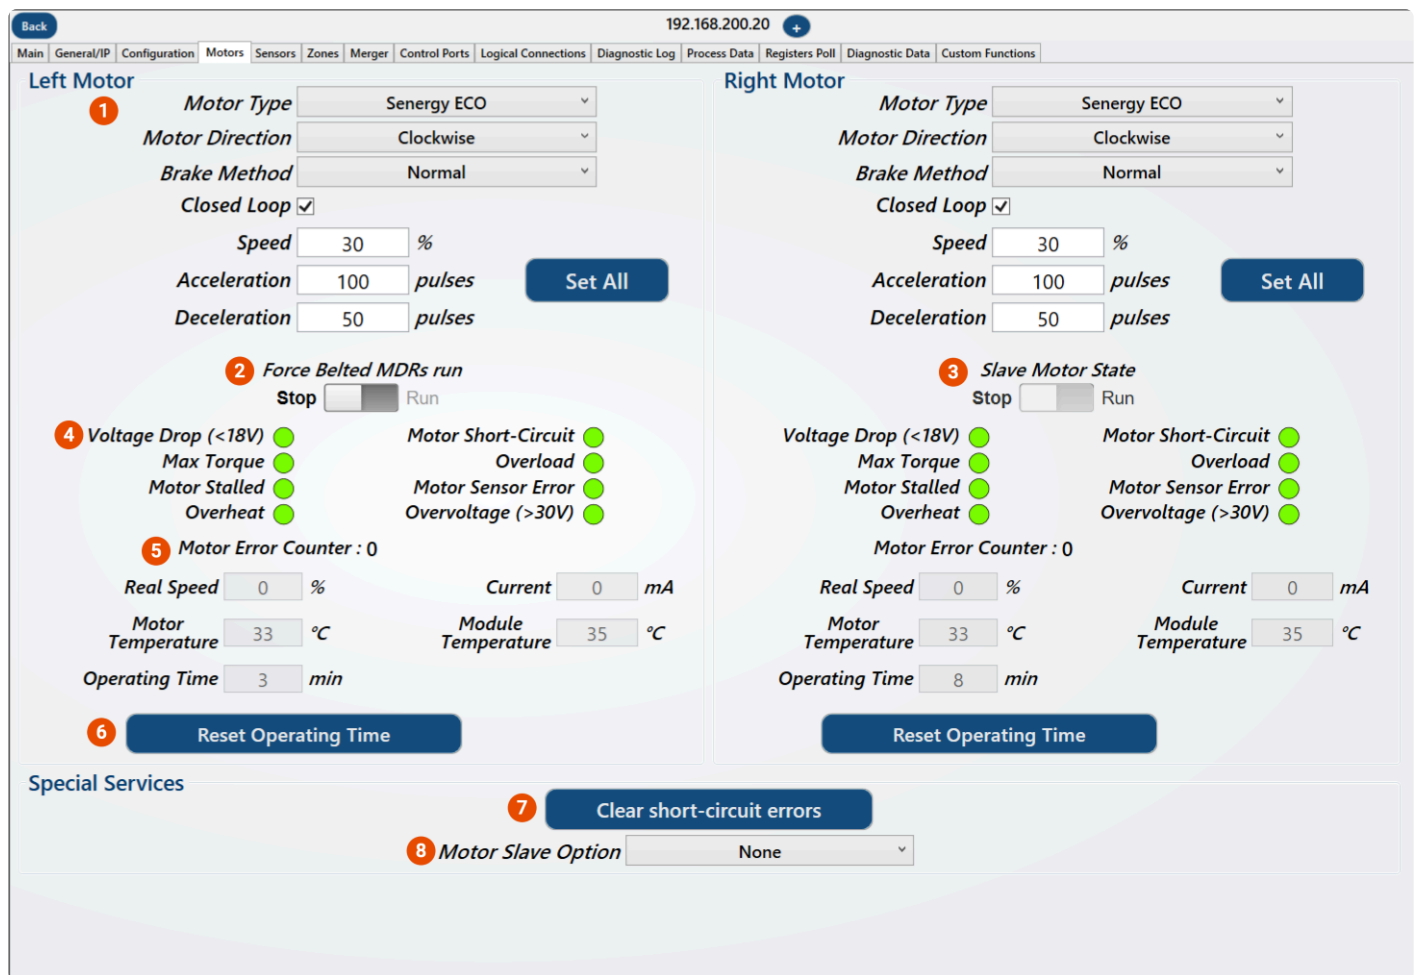 Back 192.168.200.20 +
Main General/IP Configuration Motors Sensors Zones Merger Control Ports Logical Connections Diagnostic Log Process Data Registers Poll Diagnostic Data Custom Functions
Left Motor
1
Motor Type Senergy ECO
Motor Direction Clockwise
Brake Method Normal
Closed Loop
Speed 30 %
Acceleration 100 pulses
Set All
Deceleration 50 pulses
2 Force Belted MDRs run
Stop Run
4 Voltage Drop (<18V) Motor Short-Circuit
Max Torque Overload
Motor Stalled Motor Sensor Error
Overheat Overvoltage (>30V)
5 Motor Error Counter : 0
Real Speed 0 % Current 0 mA
Motor
Temperature 33 °C
Module
Temperature 35 °C
Operating Time 3 min
6 Reset Operating Time
Right Motor
Motor Type Senergy ECO
Motor Direction Clockwise
Brake Method Normal
Closed Loop
Speed 30 %
Acceleration 100 pulses
Set All
Deceleration 50 pulses
3 Slave Motor State
Stop Run
Voltage Drop (<18V) Motor Short-Circuit
Max Torque Overload
Motor Stalled Motor Sensor Error
Overheat Overvoltage (>30V)
Motor Error Counter : 0
Real Speed 0 % Current 0 mA
Motor
Temperature 33 °C
Module
Temperature 35 °C
Operating Time 8 min
Reset Operating Time
Special Services
7 Clear short-circuit errors
8 Motor Slave Option None